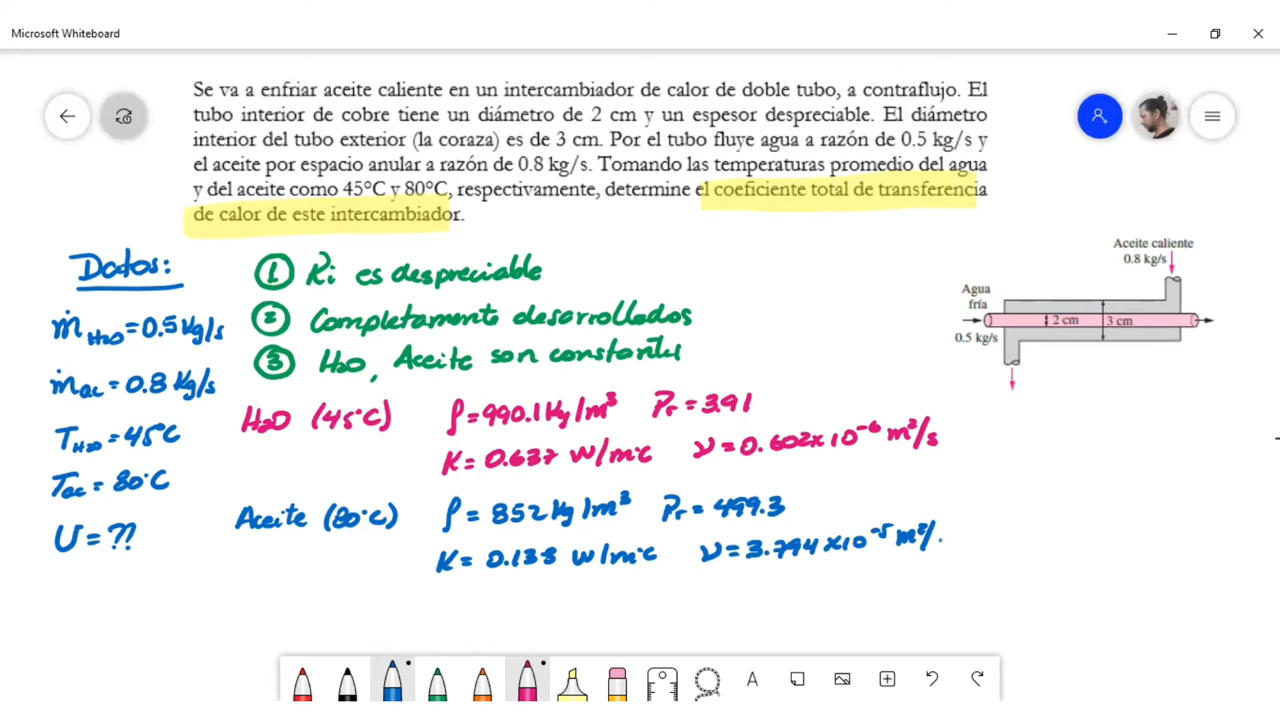 Microsoft Whiteboard
Se va a enfriar aceite caliente en un intercambiador de calor de doble tubo, a contraflujo. El
tubo interior de cobre tiene un diámetro de 2 cm y un espesor despreciable. El diámetro
interior del tubo exterior (la coraza) es de 3 cm. Por el tubo fluye agua a razón de 0.5 kg/s y
el aceite por espacio anular a razón de 0.8 kg/s. Tomando las temperaturas promedio del agua
y del aceite como 45°C y 80°C, respectivamente, determine el coeficiente total de transferencia
de calor de este intercambiador.
Datos:
ṁH2O = 0.5 Kg/s
ṁac = 0.8 Kg/s
TH2O = 45°C
Tac = 80°C
U = ??
① Ri es despreciable
② Completamente desarrollados
③ H2O, Aceite son constantes
H2O (45°C) ρ = 990.1 Kg/m³ Pr = 3.91
K = 0.637 W/m°C ν = 0.602x10⁻⁶ m²/s
Aceite (80°C) ρ = 852 Kg/m³ Pr = 499.3
K = 0.138 W/m°C ν = 3.794x10⁻⁵ m²/
Aceite caliente
0.8 kg/s
Agua
fría
0.5 kg/s
2 cm
3 cm
A